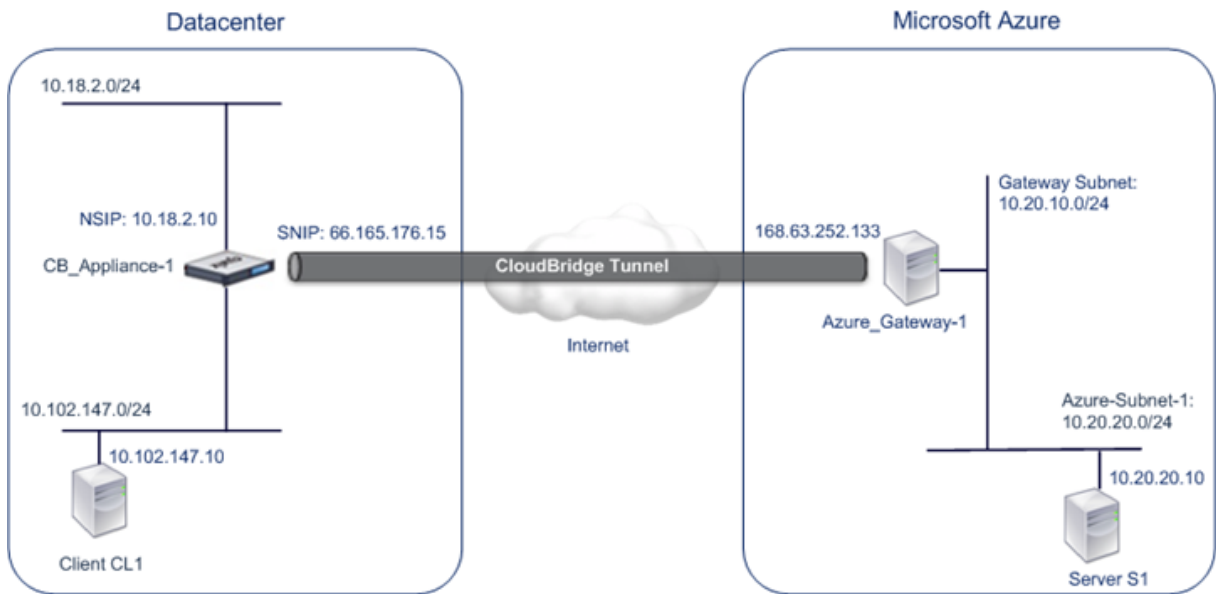 Datacenter
Microsoft Azure
10.18.2.0/24
NSIP: 10.18.2.10
CB_Appliance-1
SNIP: 66.165.176.15
CloudBridge Tunnel
Internet
168.63.252.133
Azure_Gateway-1
Gateway Subnet:
10.20.10.0/24
10.102.147.0/24
10.102.147.10
Client CL1
Azure-Subnet-1:
10.20.20.0/24
10.20.20.10
Server S1